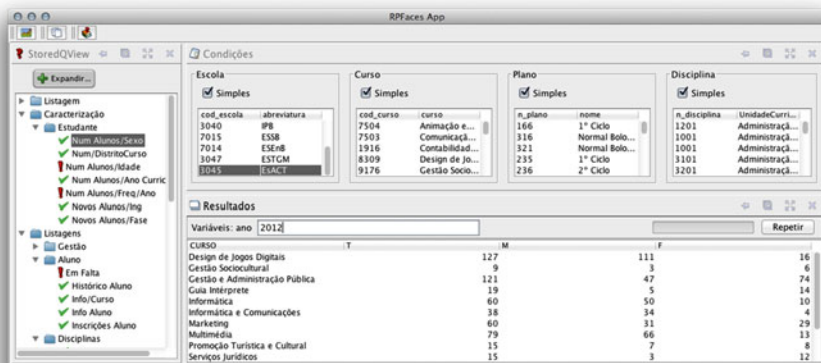 RPFaces App
StoredQView
Expandir...
Listagem
Caracterização
Estudante
Num Alunos/Sexo
Num/DistritoCurso
Num Alunos/Idade
Num Alunos/Ano Curric
Num Alunos/Freq/Ano
Novos Alunos/Ing
Novos Alunos/Fase
Listagens
Gestão
Aluno
Em Falta
Histórico Aluno
Info/Curso
Info Aluno
Inscrições Aluno
Disciplinas
Condições
Escola
Simples
cod_escola abreviatura
3040 IPB
7015 ESSB
7014 ESEnB
3047 ESTGM
3045 EsACT
Curso
Simples
cod_curso curso
7504 Animação e...
7503 Comunicaçã...
1916 Contabilidad...
8309 Design de Jo...
9176 Gestão Socio...
Plano
Simples
n_plano nome
166 1° Ciclo
316 Normal Bolo...
321 Normal Bolo...
235 1° Ciclo
236 2° Ciclo
Disciplina
Simples
n_disciplina UnidadeCurri...
1201 Administraçã...
1001 Administraçã...
1001 Administraçã...
3101 Administraçã...
3201 Administraçã...
Resultados
Variáveis: ano 2012 Repetir
CURSO T M F
Design de Jogos Digitais 127 111 16
Gestão Sociocultural 9 3 6
Gestão e Administração Pública 121 47 74
Guia Intérprete 19 5 14
Informática 60 50 10
Informática e Comunicações 38 34 4
Marketing 60 31 29
Multimédia 79 66 13
Promoção Turística e Cultural 15 7 8
Serviços Jurídicos 15 3 12